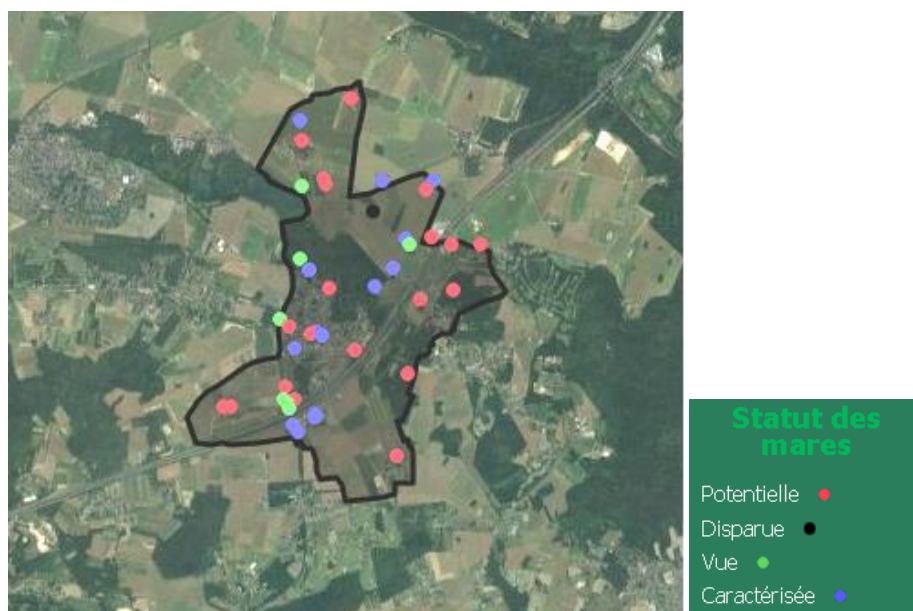 Statut des
mares
Potentielle
Disparue
Vue
Caractérisée